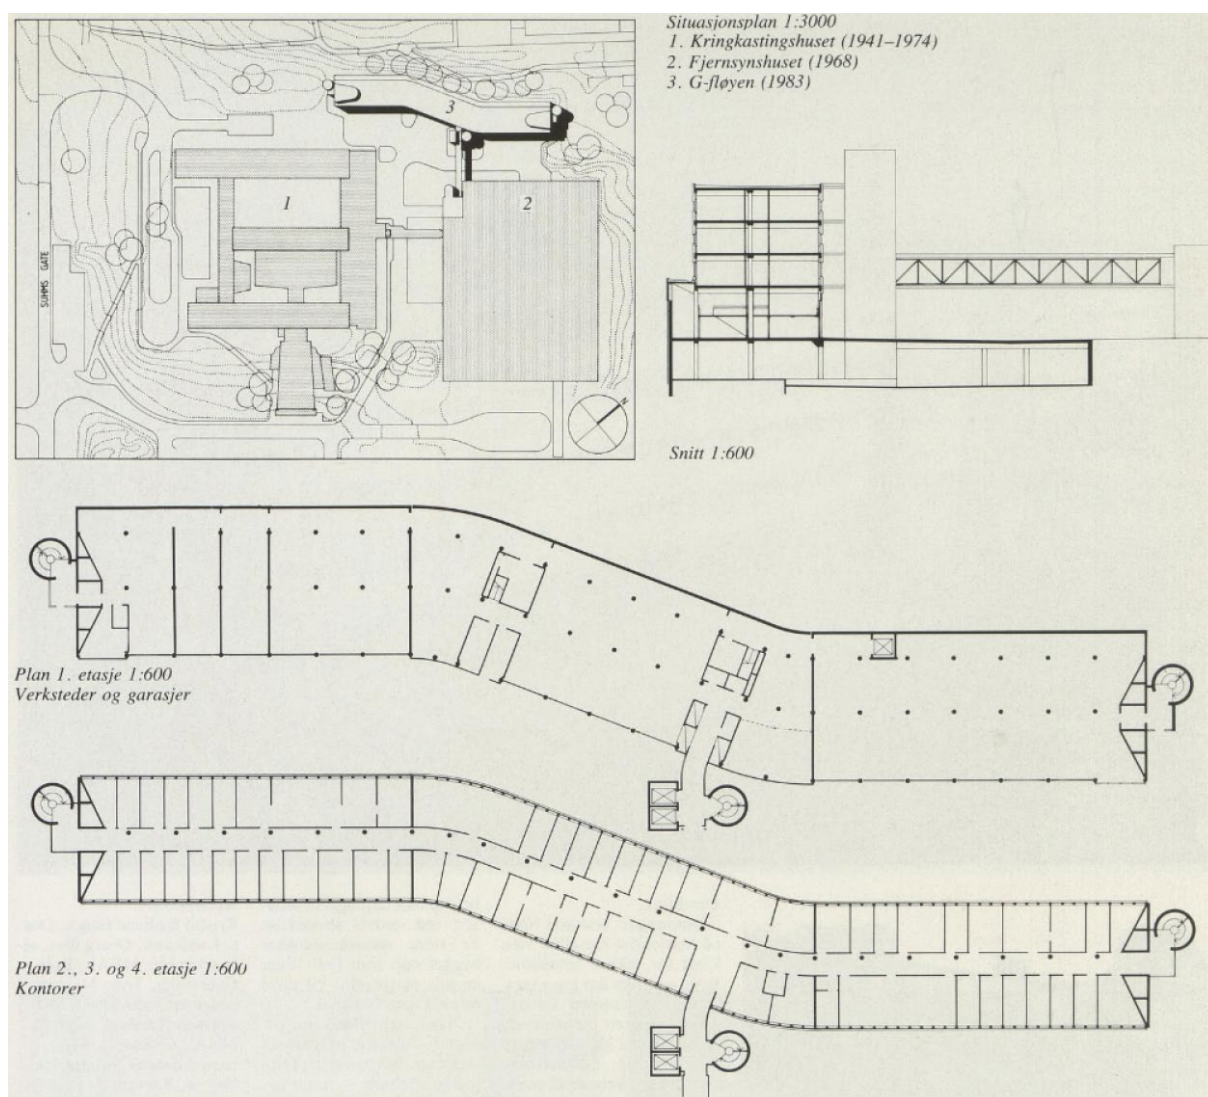 Situasjonsplan 1:3000
1. Kringkastingshuset (1941–1974)
2. Fjernsynshuset (1968)
3. G-fløyen (1983)
3
1
2
SUHMS GATE
N
Snitt 1:600
Plan 1. etasje 1:600
Verksteder og garasjer
Plan 2., 3. og 4. etasje 1:600
Kontorer